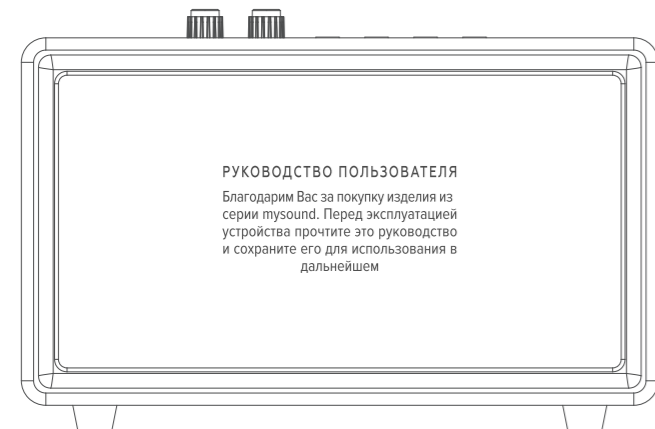 РУКОВОДСТВО ПОЛЬЗОВАТЕЛЯ
Благодарим Вас за покупку изделия из
серии mysound. Перед эксплуатацией
устройства прочтите это руководство
и сохраните его для использования в
дальнейшем